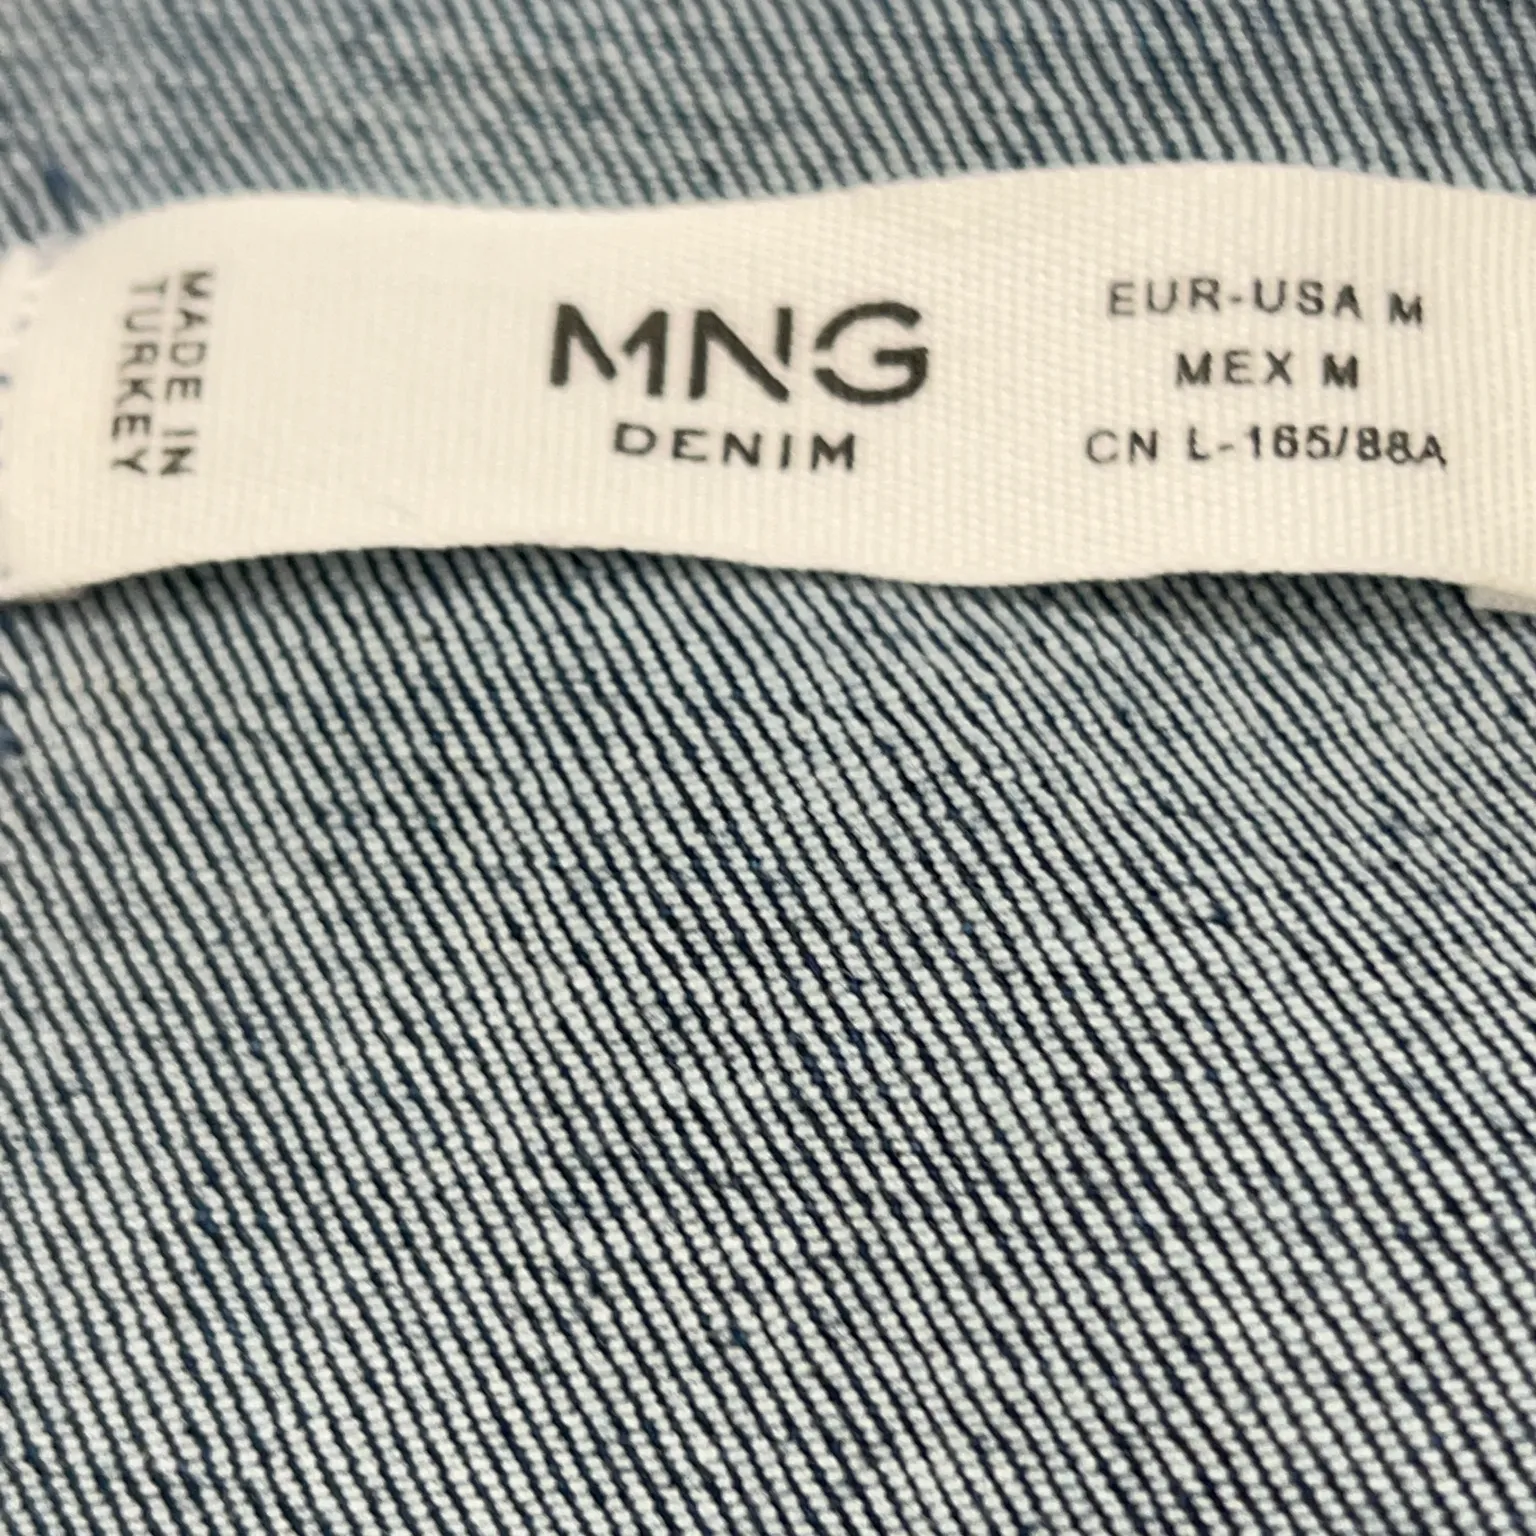 MADE IN
TURKEY
MNG
DENIM
EUR-USA M
MEX M
CN L-165/88A